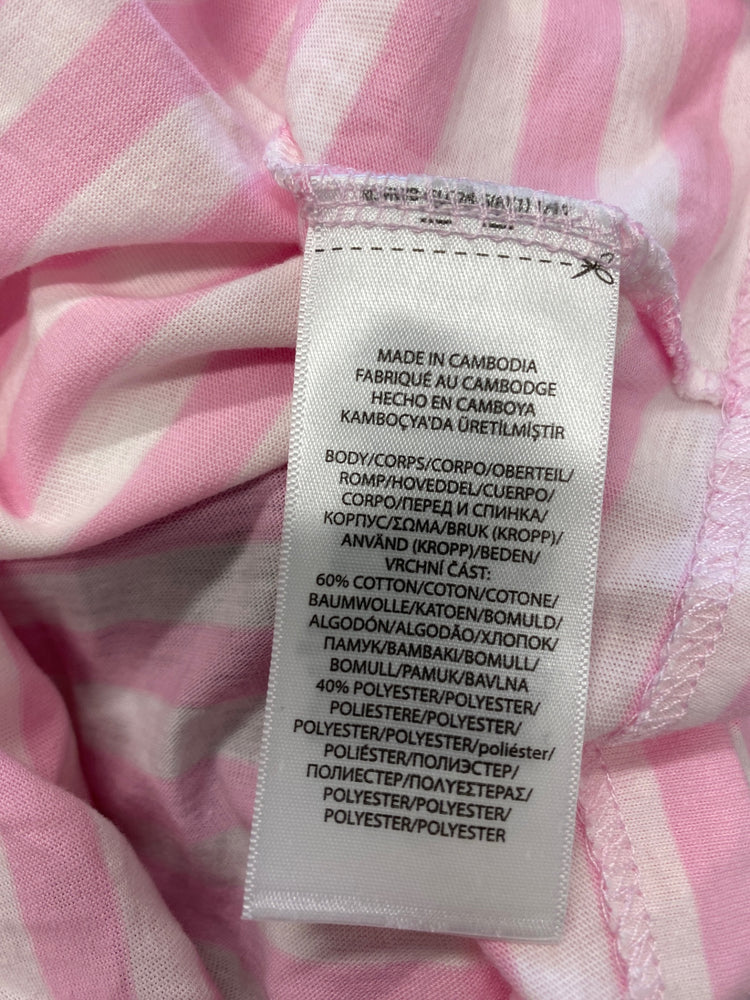 MADE IN CAMBODIA
FABRIQUÉ AU CAMBODGE
HECHO EN CAMBOYA
KAMBOÇYA'DA ÜRETİLMİŞTİR
BODY/CORPS/CORPO/OBERTEIL/
ROMP/HOVEDDEL/CUERPO/
CORPO/ПЕРЕД И СПИНКА/
КОРПУС/ΣΩΜΑ/BRUK (KROPP)/
ANVÄND (KROPP)/BEDEN/
VRCHNÍ ČÁST:
60% COTTON/COTON/COTONE/
BAUMWOLLE/KATOEN/BOMULD/
ALGODÓN/ALGODÃO/ХЛОПОК/
ПАМУК/ΒΑΜΒΑΚΙ/BOMULL/
BOMULL/PAMUK/BAVLNA
40% POLYESTER/POLYESTER/
POLIESTERE/POLYESTER/
POLYESTER/POLYESTER/poliéster/
POLIÉSTER/ПОЛИЭСТЕР/
ПОЛИЕСТЕР/ΠΟΛΥΕΣΤΕΡΑΣ/
POLYESTER/POLYESTER/
POLYESTER/POLYESTER